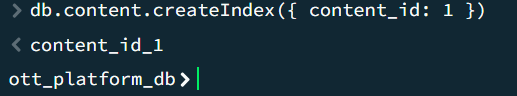 > db.content.createIndex({ content_id: 1 })
< content_id_1
ott_platform_db>